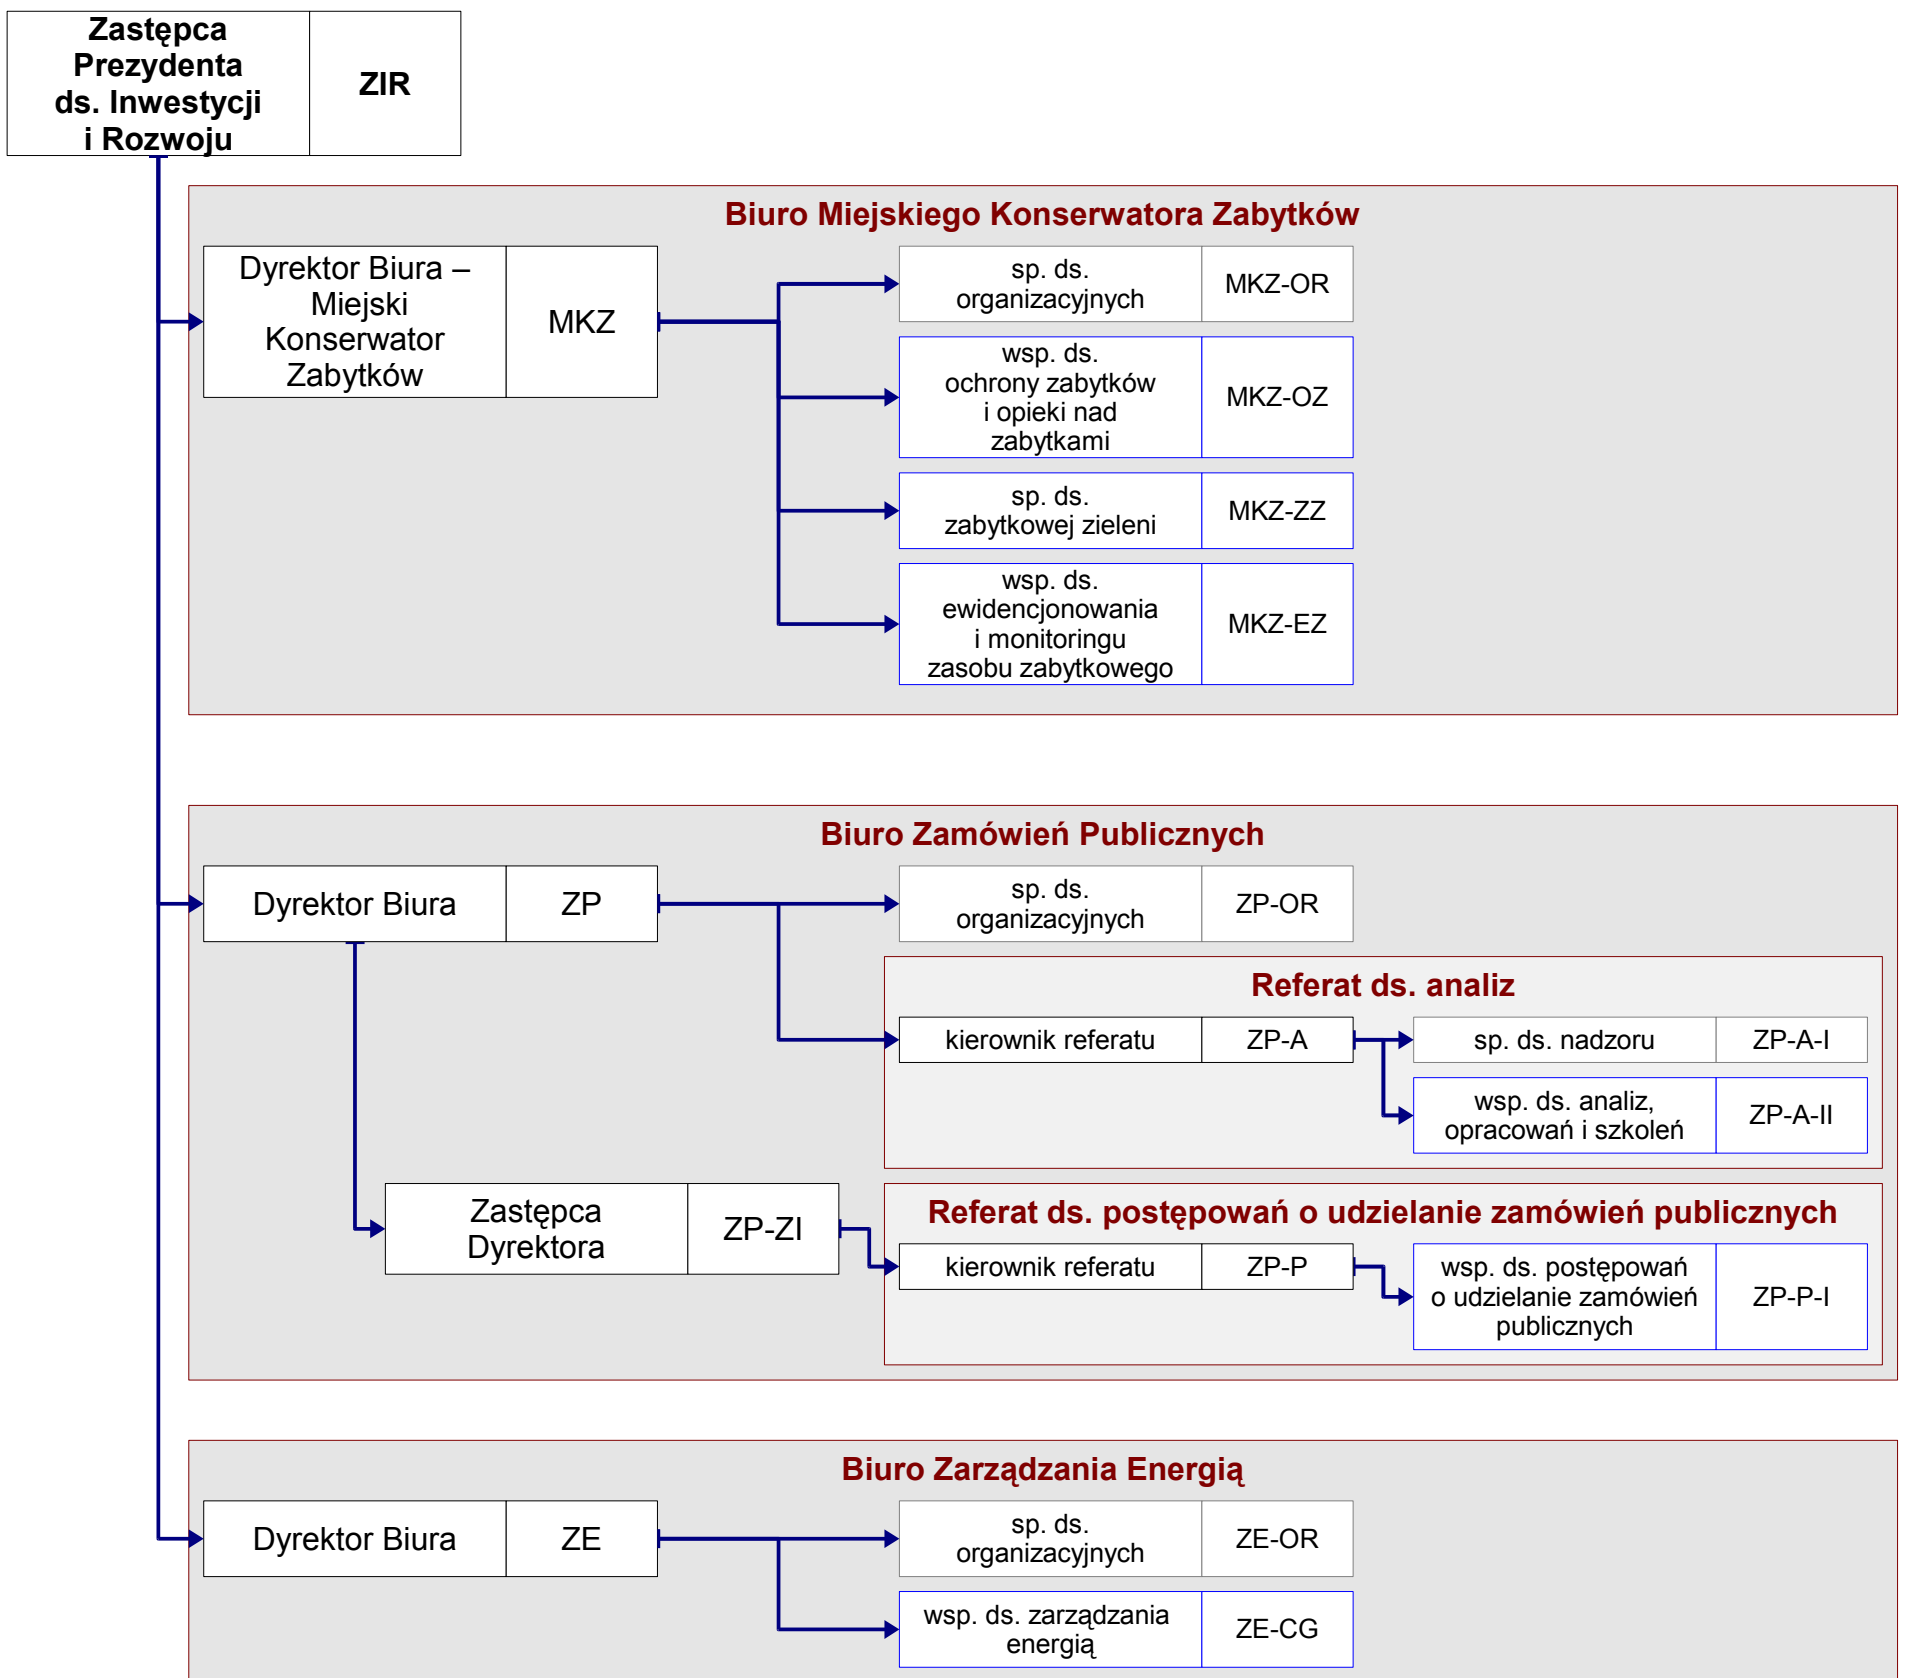 Zastępca
Prezydenta
ds. Inwestycji
i Rozwoju
ZIR
Biuro Miejskiego Konserwatora Zabytków
Dyrektor Biura –
Miejski
Konserwator
Zabytków
MKZ
sp. ds.
organizacyjnych
MKZ-OR
wsp. ds.
ochrony zabytków
i opieki nad
zabytkami
MKZ-OZ
sp. ds.
zabytkowej zieleni
MKZ-ZZ
wsp. ds.
ewidencjonowania
i monitoringu
zasobu zabytkowego
MKZ-EZ
Biuro Zamówień Publicznych
Dyrektor Biura
ZP
sp. ds.
organizacyjnych
ZP-OR
Referat ds. analiz
kierownik referatu
ZP-A
sp. ds. nadzoru
ZP-A-I
wsp. ds. analiz,
opracowań i szkoleń
ZP-A-II
Zastępca
Dyrektora
ZP-ZI
Referat ds. postępowań o udzielanie zamówień publicznych
kierownik referatu
ZP-P
wsp. ds. postępowań
o udzielanie zamówień
publicznych
ZP-P-I
Biuro Zarządzania Energią
Dyrektor Biura
ZE
sp. ds.
organizacyjnych
ZE-OR
wsp. ds. zarządzania
energią
ZE-CG